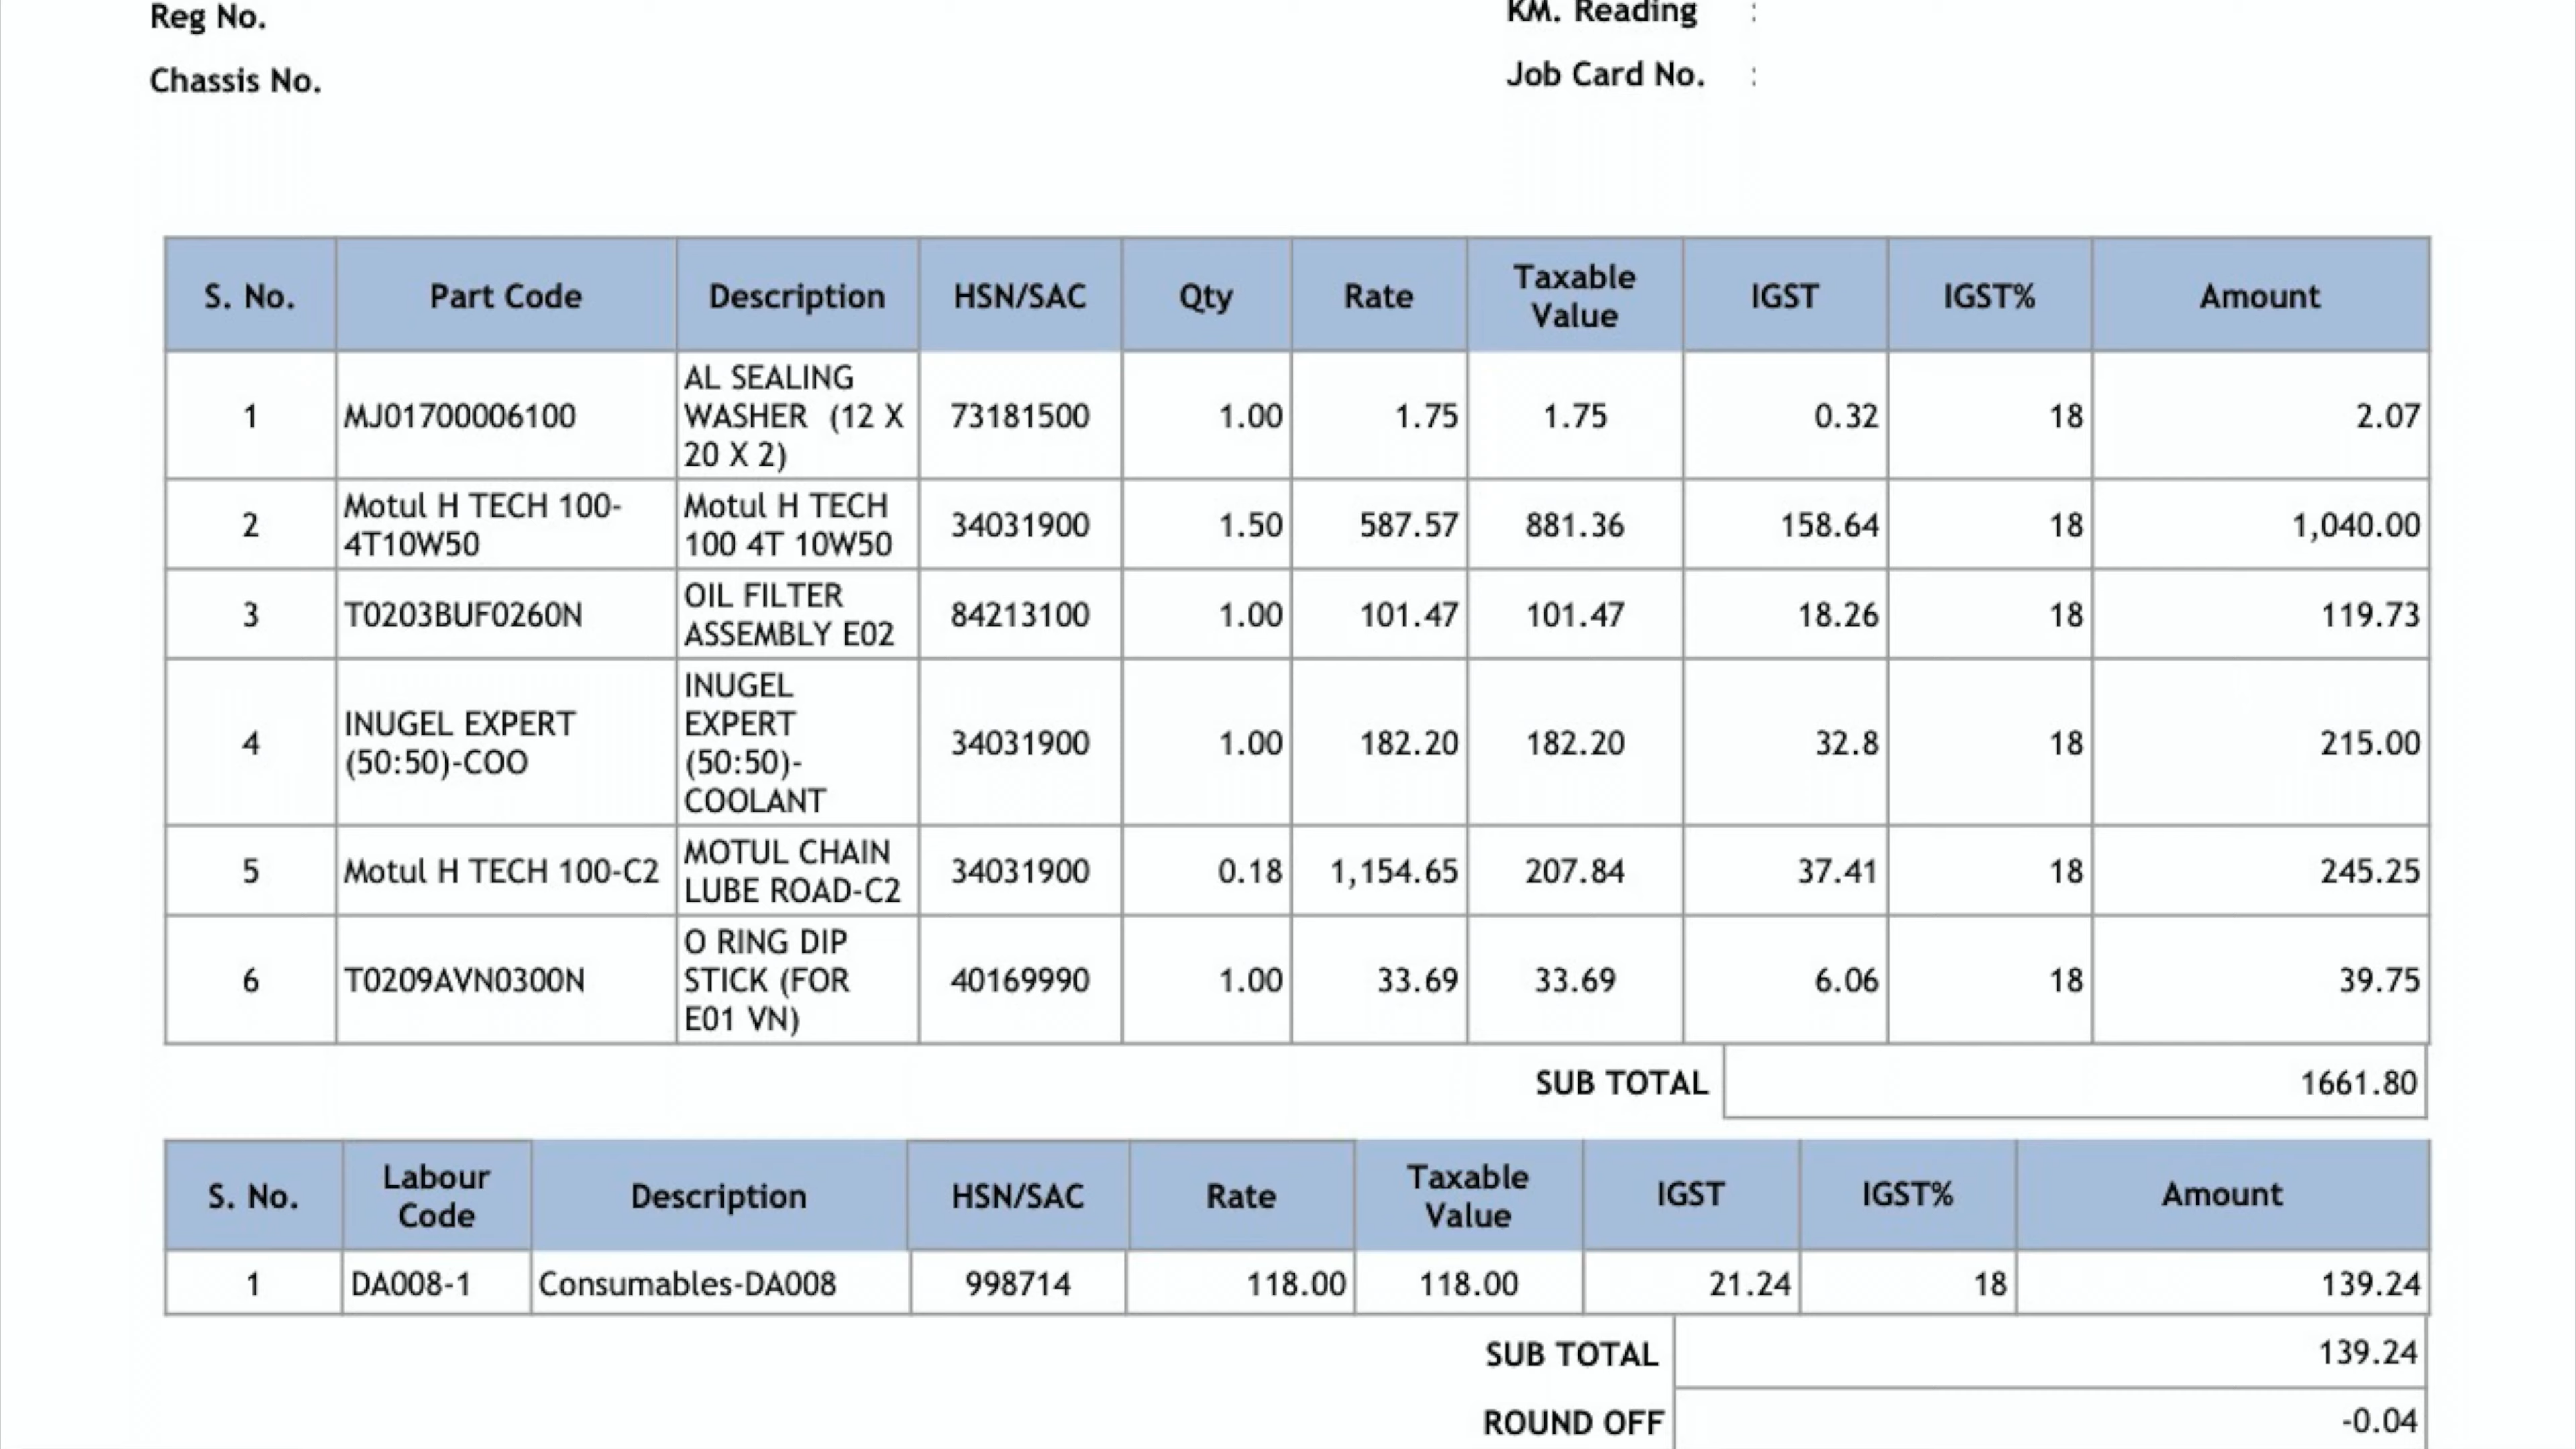 Reg No.
KM. Reading :
Chassis No.
Job Card No. :
S. No. Part Code Description HSN/SAC Qty Rate Taxable Value IGST IGST% Amount
1 MJ01700006100 AL SEALING WASHER (12 X 20 X 2) 73181500 1.00 1.75 1.75 0.32 18 2.07
2 Motul H TECH 100-4T10W50 Motul H TECH 100 4T 10W50 34031900 1.50 587.57 881.36 158.64 18 1,040.00
3 T0203BUF0260N OIL FILTER ASSEMBLY E02 84213100 1.00 101.47 101.47 18.26 18 119.73
4 INUGEL EXPERT (50:50)-COO INUGEL EXPERT (50:50)-COOLANT 34031900 1.00 182.20 182.20 32.8 18 215.00
5 Motul H TECH 100-C2 MOTUL CHAIN LUBE ROAD-C2 34031900 0.18 1,154.65 207.84 37.41 18 245.25
6 T0209AVN0300N O RING DIP STICK (FOR E01 VN) 40169990 1.00 33.69 33.69 6.06 18 39.75
SUB TOTAL 1661.80
S. No. Labour Code Description HSN/SAC Rate Taxable Value IGST IGST% Amount
1 DA008-1 Consumables-DA008 998714 118.00 118.00 21.24 18 139.24
SUB TOTAL 139.24
ROUND OFF -0.04